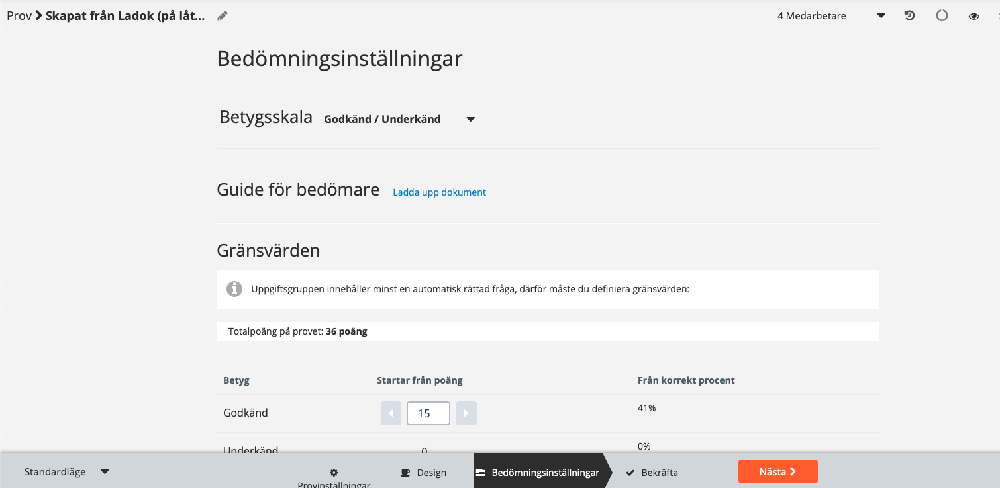 Prov Skapat från Ladok (på låt...
4 Medarbetare
Bedömningsinställningar
Betygsskala Godkänd / Underkänd
Guide för bedömare Ladda upp dokument
Gränsvärden
Uppgiftsgruppen innehåller minst en automatisk rättad fråga, därför måste du definiera gränsvärden:
Totalpoäng på provet: 36 poäng
Betyg Startar från poäng Från korrekt procent
Godkänd 15 41%
Underkänd 0 0%
Standardläge Provinställningar Design Bedömningsinställningar Bekräfta Nästa